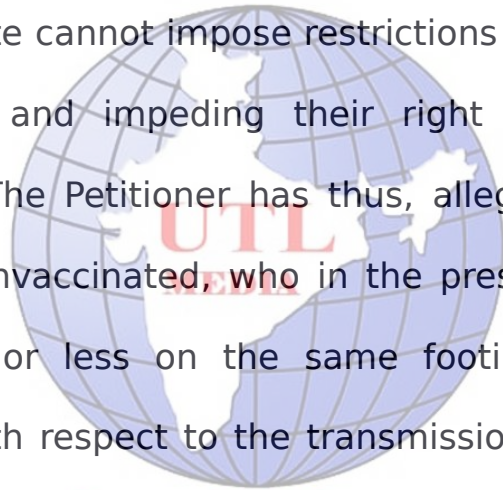 te cannot impose restrictions
and impeding their right
The Petitioner has thus, alleg
UTL
nvaccinated, who in the pres
MEDIA
or less on the same footi
th respect to the transmissio